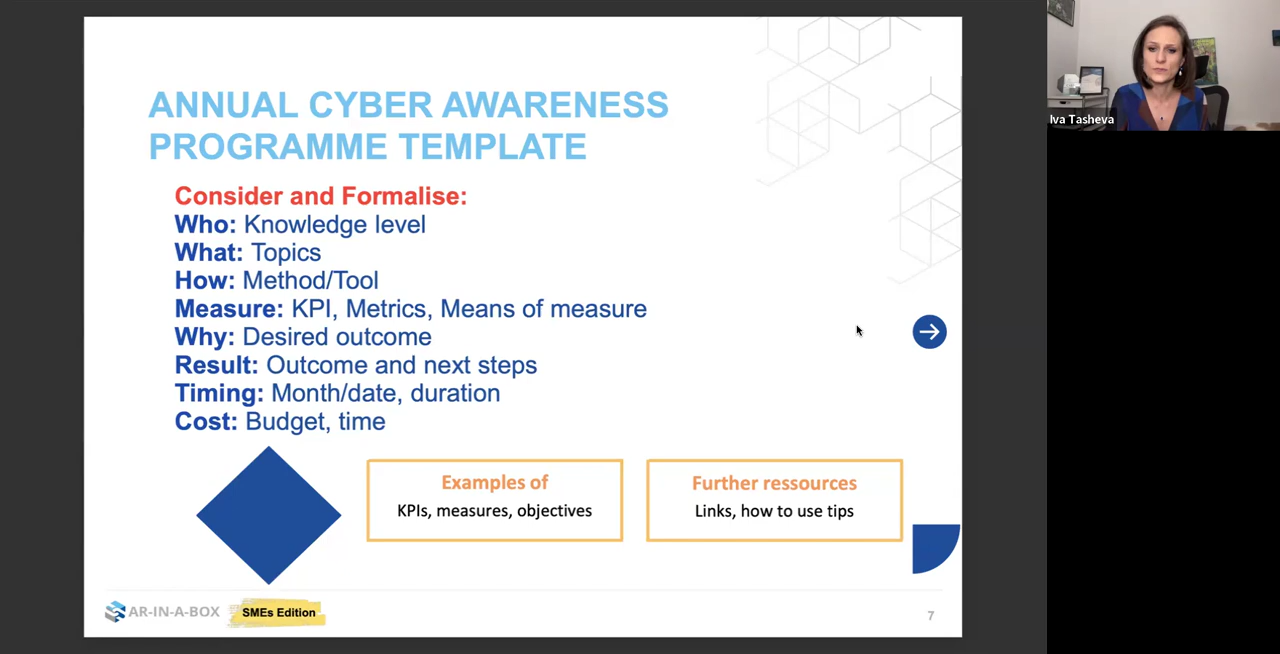 ANNUAL CYBER AWARENESS
PROGRAMME TEMPLATE
Consider and Formalise:
Who: Knowledge level
What: Topics
How: Method/Tool
Measure: KPI, Metrics, Means of measure
Why: Desired outcome
Result: Outcome and next steps
Timing: Month/date, duration
Cost: Budget, time
Examples of
KPIs, measures, objectives
Further ressources
Links, how to use tips
AR-IN-A-BOX
SMEs Edition
7
Iva Tasheva